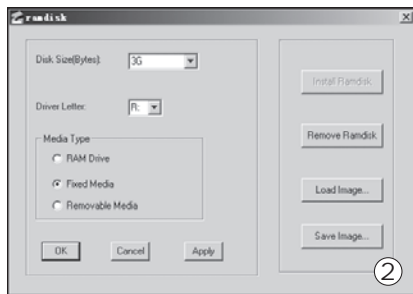 ramdisk
Disk Size(Bytes): 3G
Install Ramdisk
Driver Letter: R:
Remove Ramdisk
Media Type
RAM Drive
Fixed Media
Load Image...
Removable Media
Save Image...
OK Cancel Apply
2